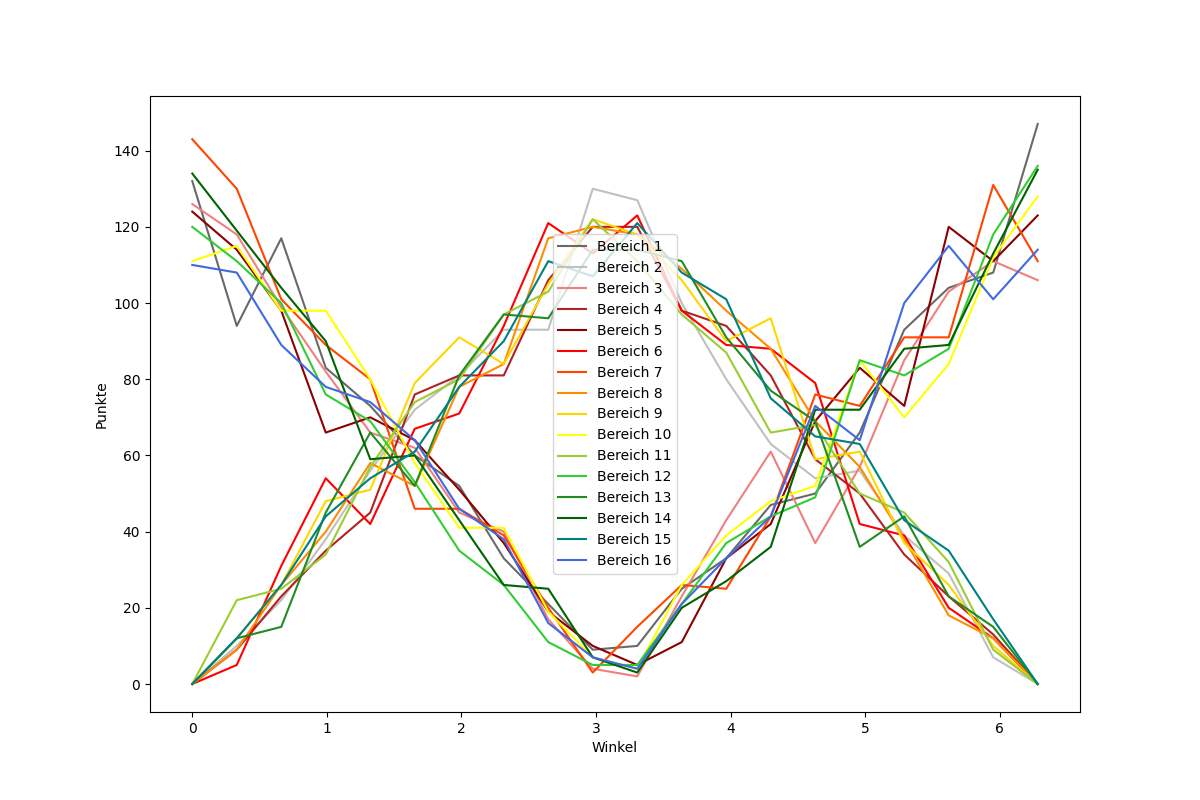 140
120
100
80
60
40
20
0
Punkte
Bereich 1
Bereich 2
Bereich 3
Bereich 4
Bereich 5
Bereich 6
Bereich 7
Bereich 8
Bereich 9
Bereich 10
Bereich 11
Bereich 12
Bereich 13
Bereich 14
Bereich 15
Bereich 16
0 1 2 3 4 5 6
Winkel